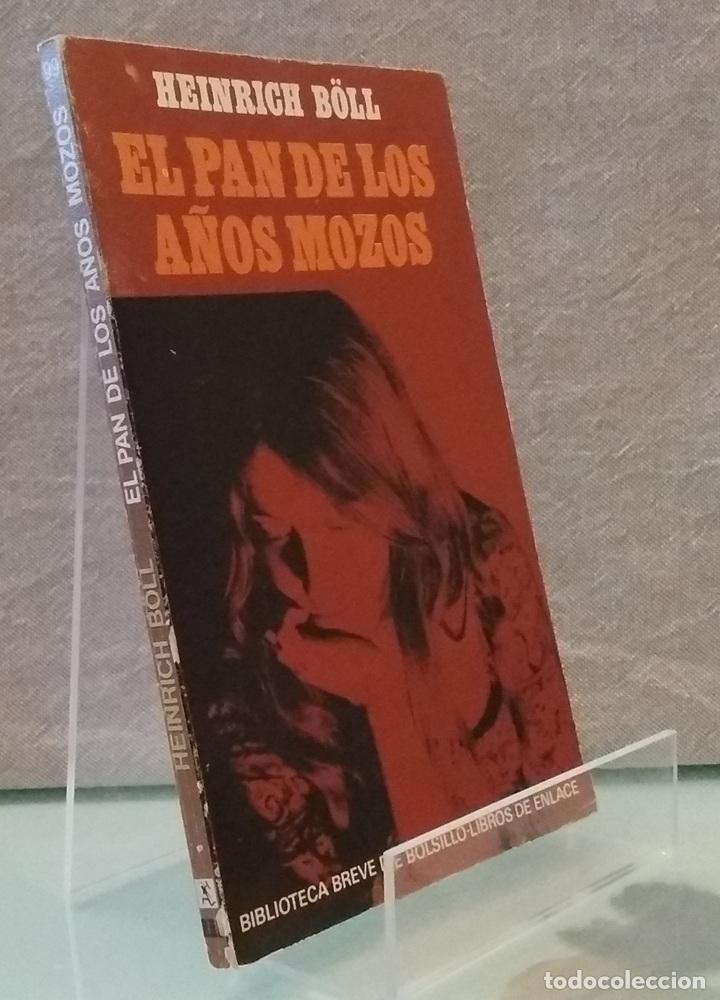 HEINRICH BÖLL
EL PAN DE LOS
AÑOS MOZOS
BIBLIOTECA BREVE DE BOLSILLO-LIBROS DE ENLACE
HEINRICH BÖLL EL PAN DE LOS AÑOS MOZOS
todocoleccion